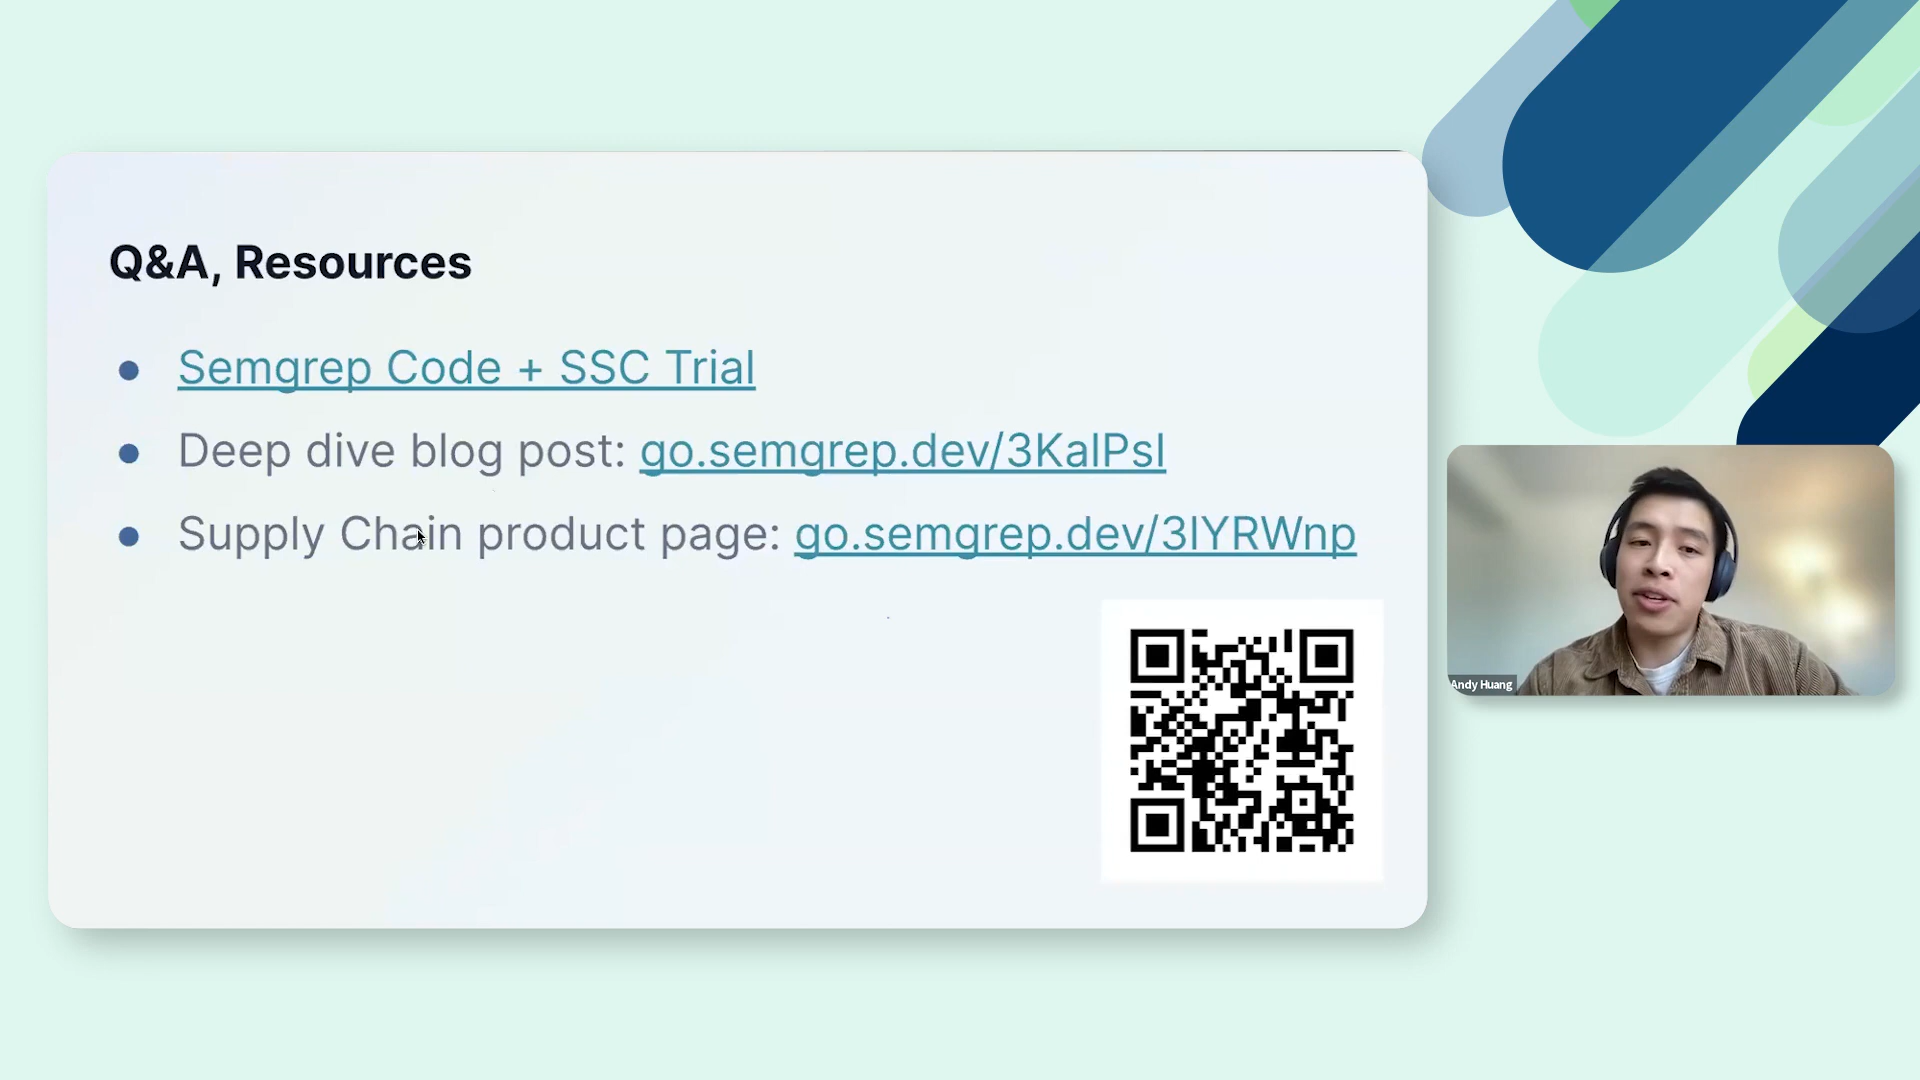 Q&A, Resources
Semgrep Code + SSC Trial
Deep dive blog post: go.semgrep.dev/3KaIPsI
Supply Chain product page: go.semgrep.dev/3IYRWnp
Andy Huang